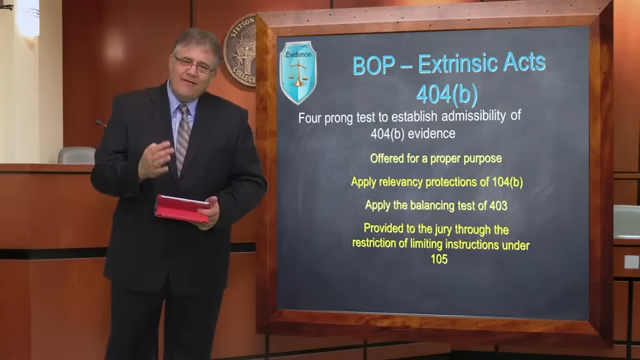 STETSON
COLLEGE
Evidence
BOP – Extrinsic Acts
404(b)
Four prong test to establish admissibility of
404(b) evidence
Offered for a proper purpose
Apply relevancy protections of 104(b)
Apply the balancing test of 403
Provided to the jury through the
restriction of limiting instructions under
105